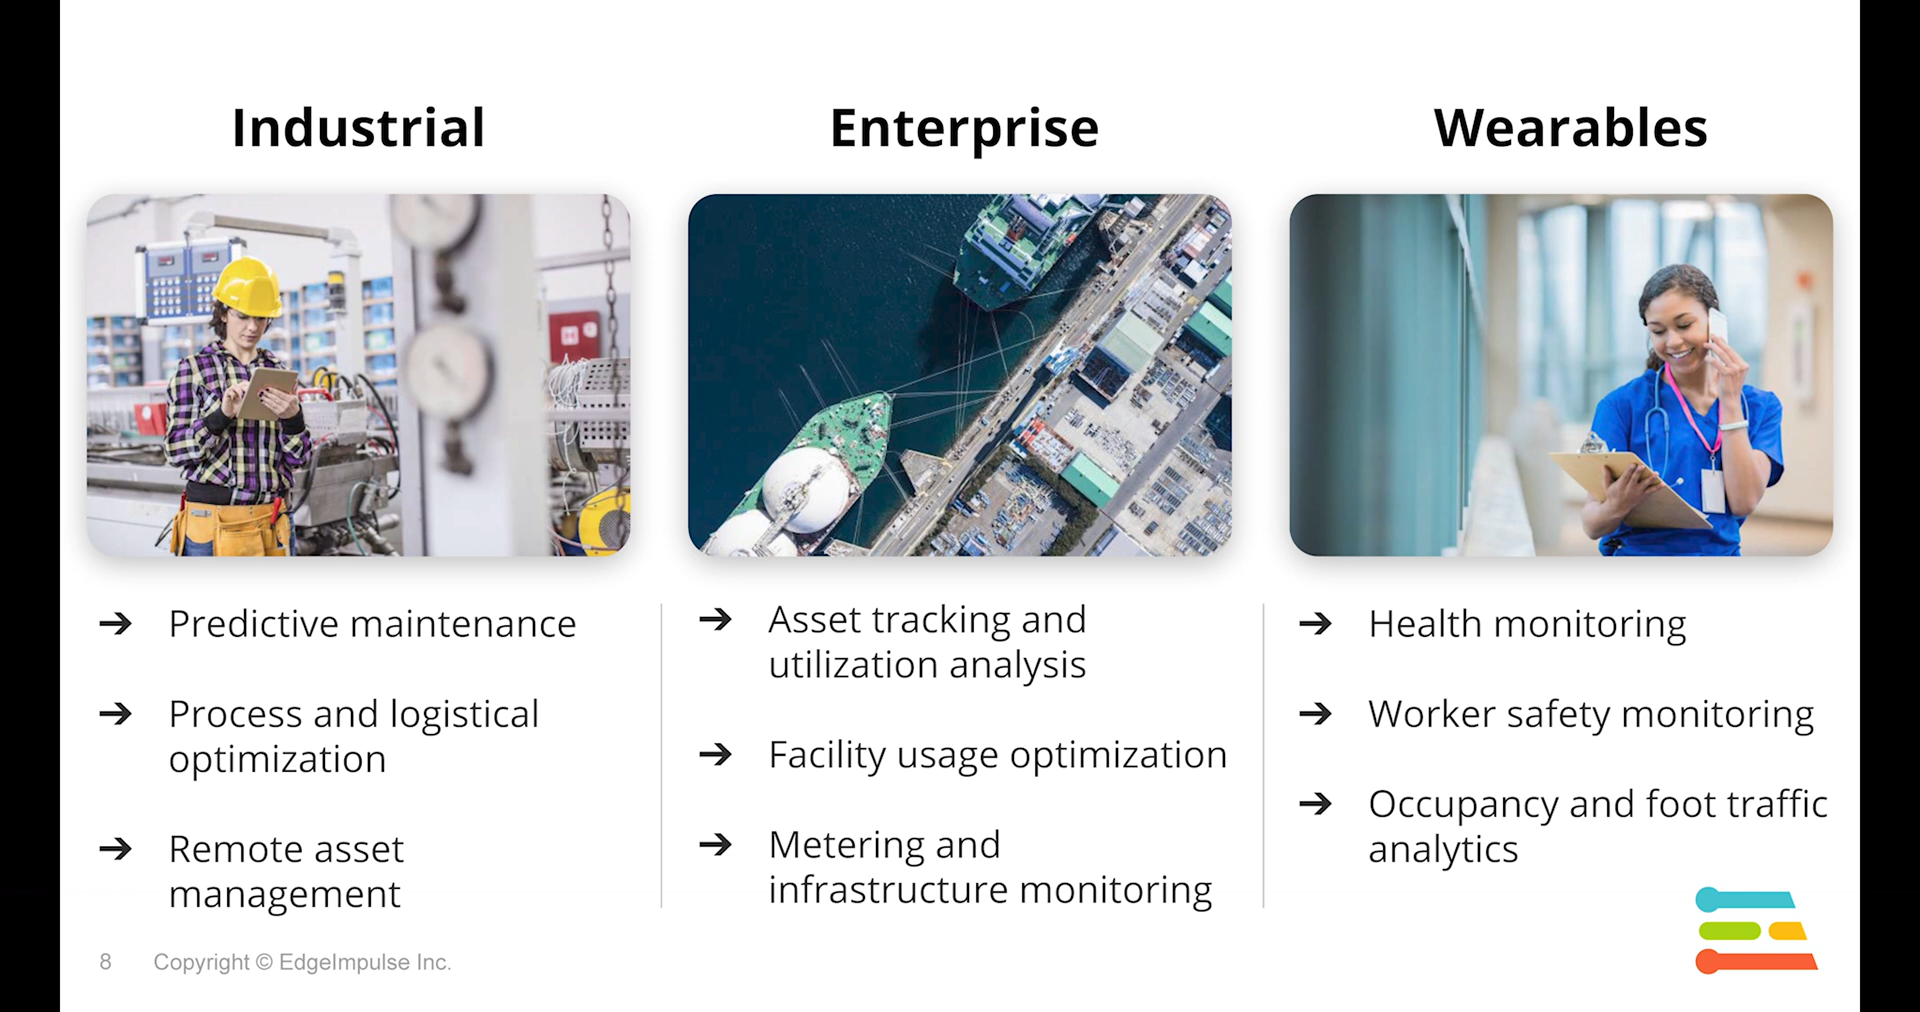 Industrial
Enterprise
Wearables
Predictive maintenance
Process and logistical
optimization
Remote asset
management
Asset tracking and
utilization analysis
Facility usage optimization
Metering and
infrastructure monitoring
Health monitoring
Worker safety monitoring
Occupancy and foot traffic
analytics
8
Copyright © EdgeImpulse Inc.